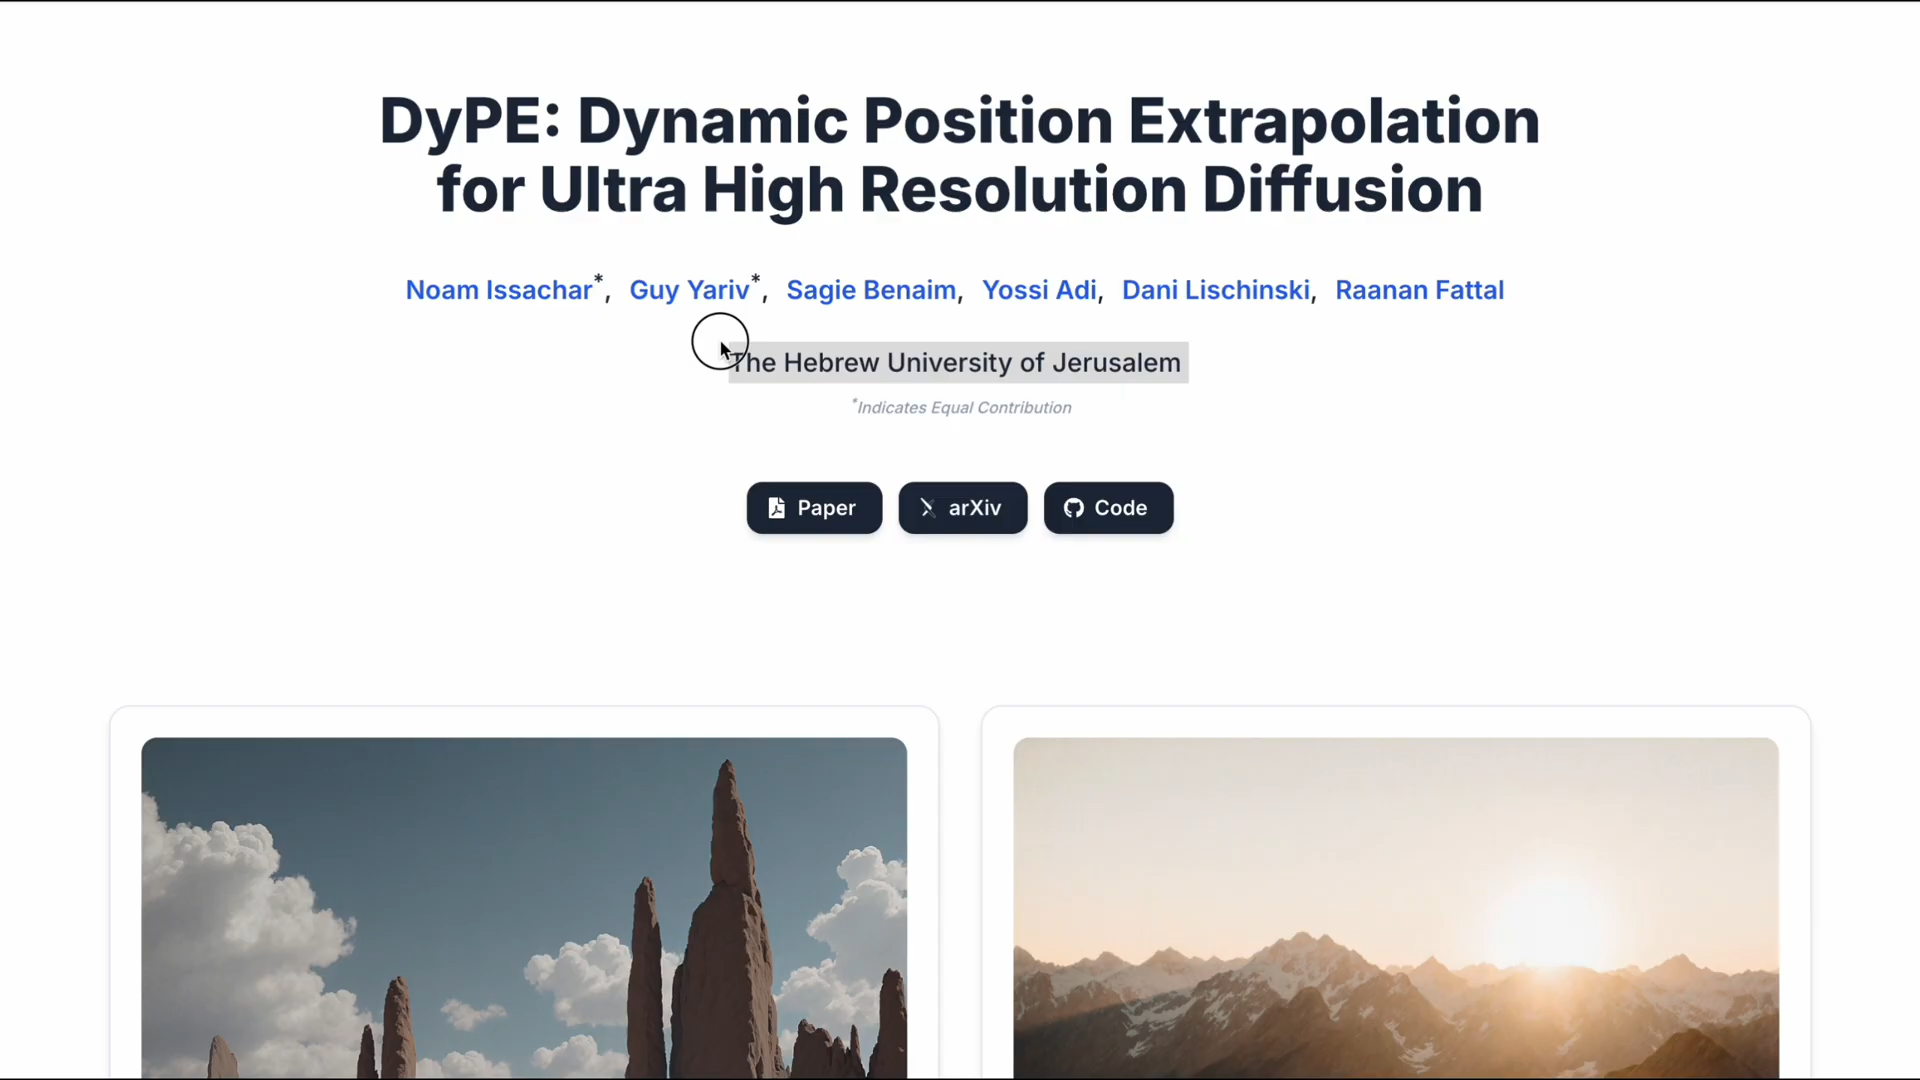 DyPE: Dynamic Position Extrapolation
for Ultra High Resolution Diffusion
Noam Issachar*, Guy Yariv*, Sagie Benaim, Yossi Adi, Dani Lischinski, Raanan Fattal
The Hebrew University of Jerusalem
*Indicates Equal Contribution
Paper arXiv Code